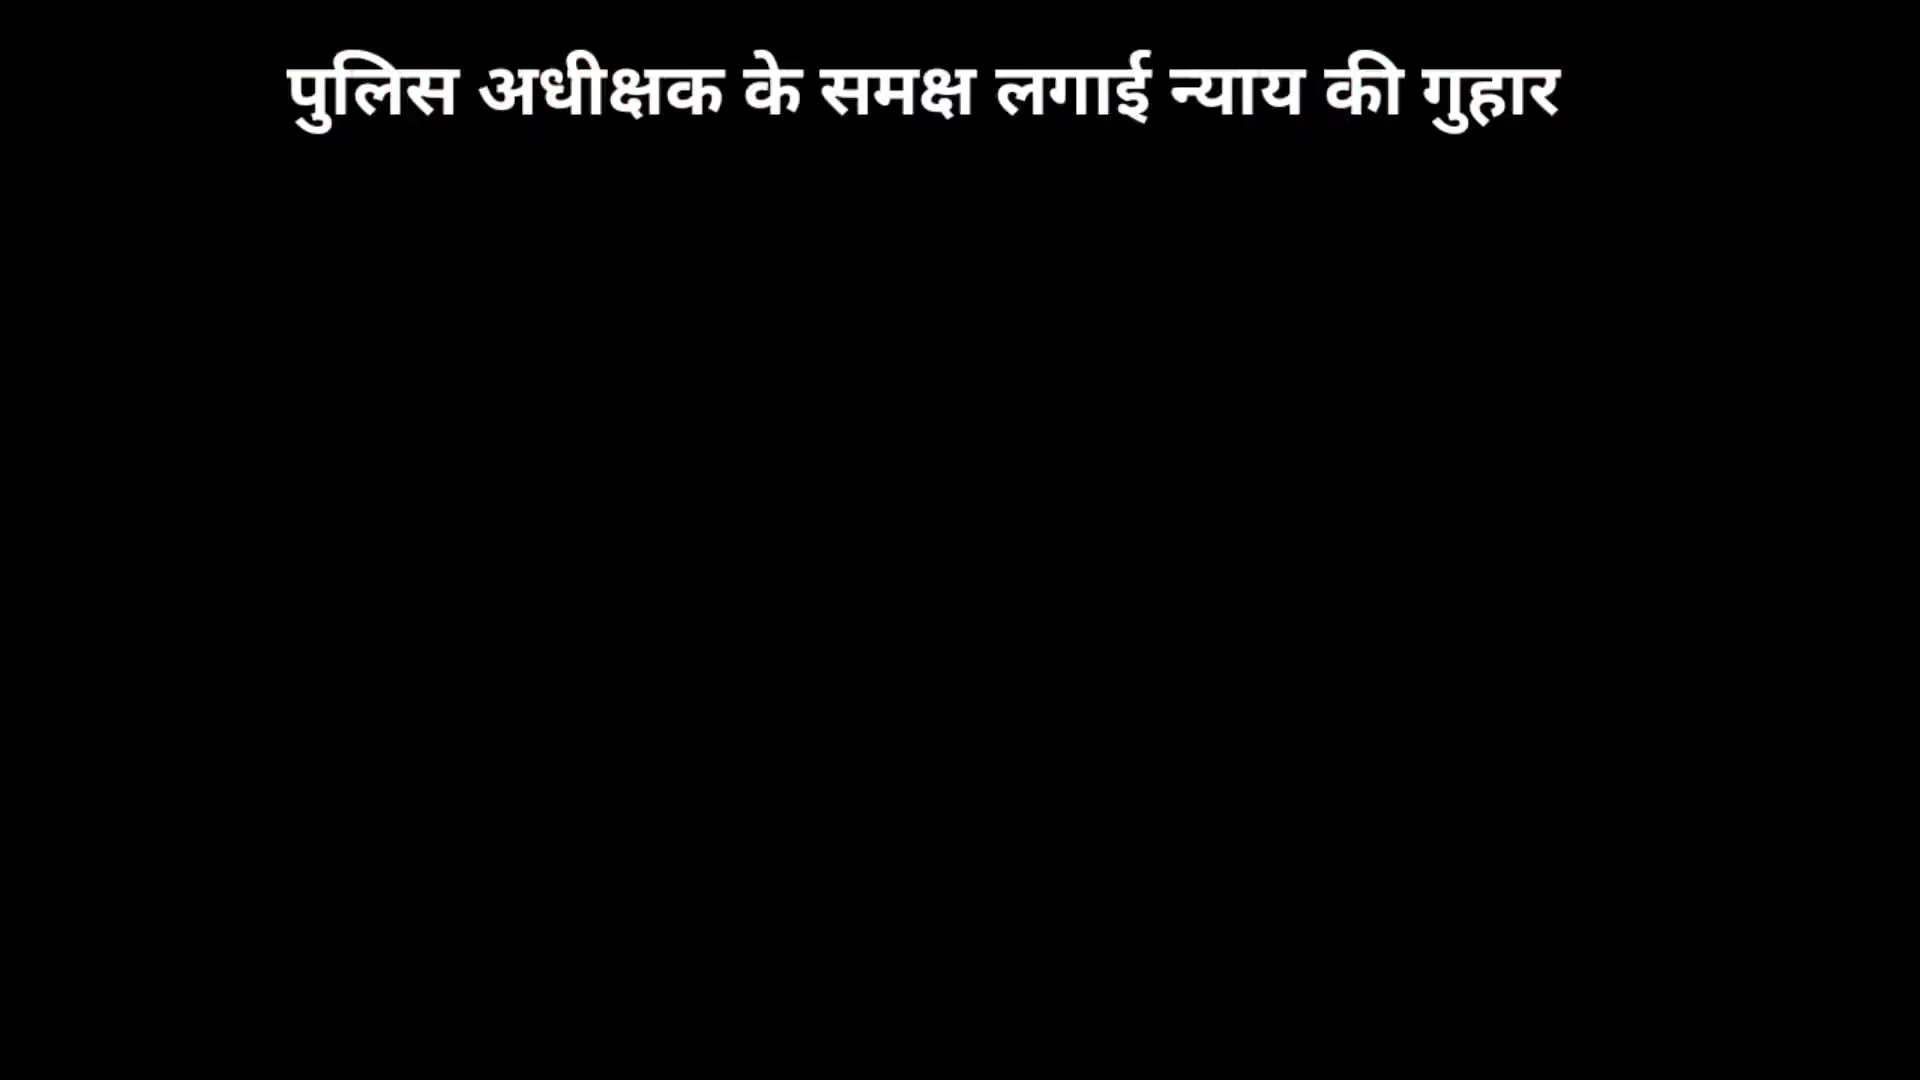 पुलिस अधीक्षक के समक्ष लगाई न्याय की गुहार